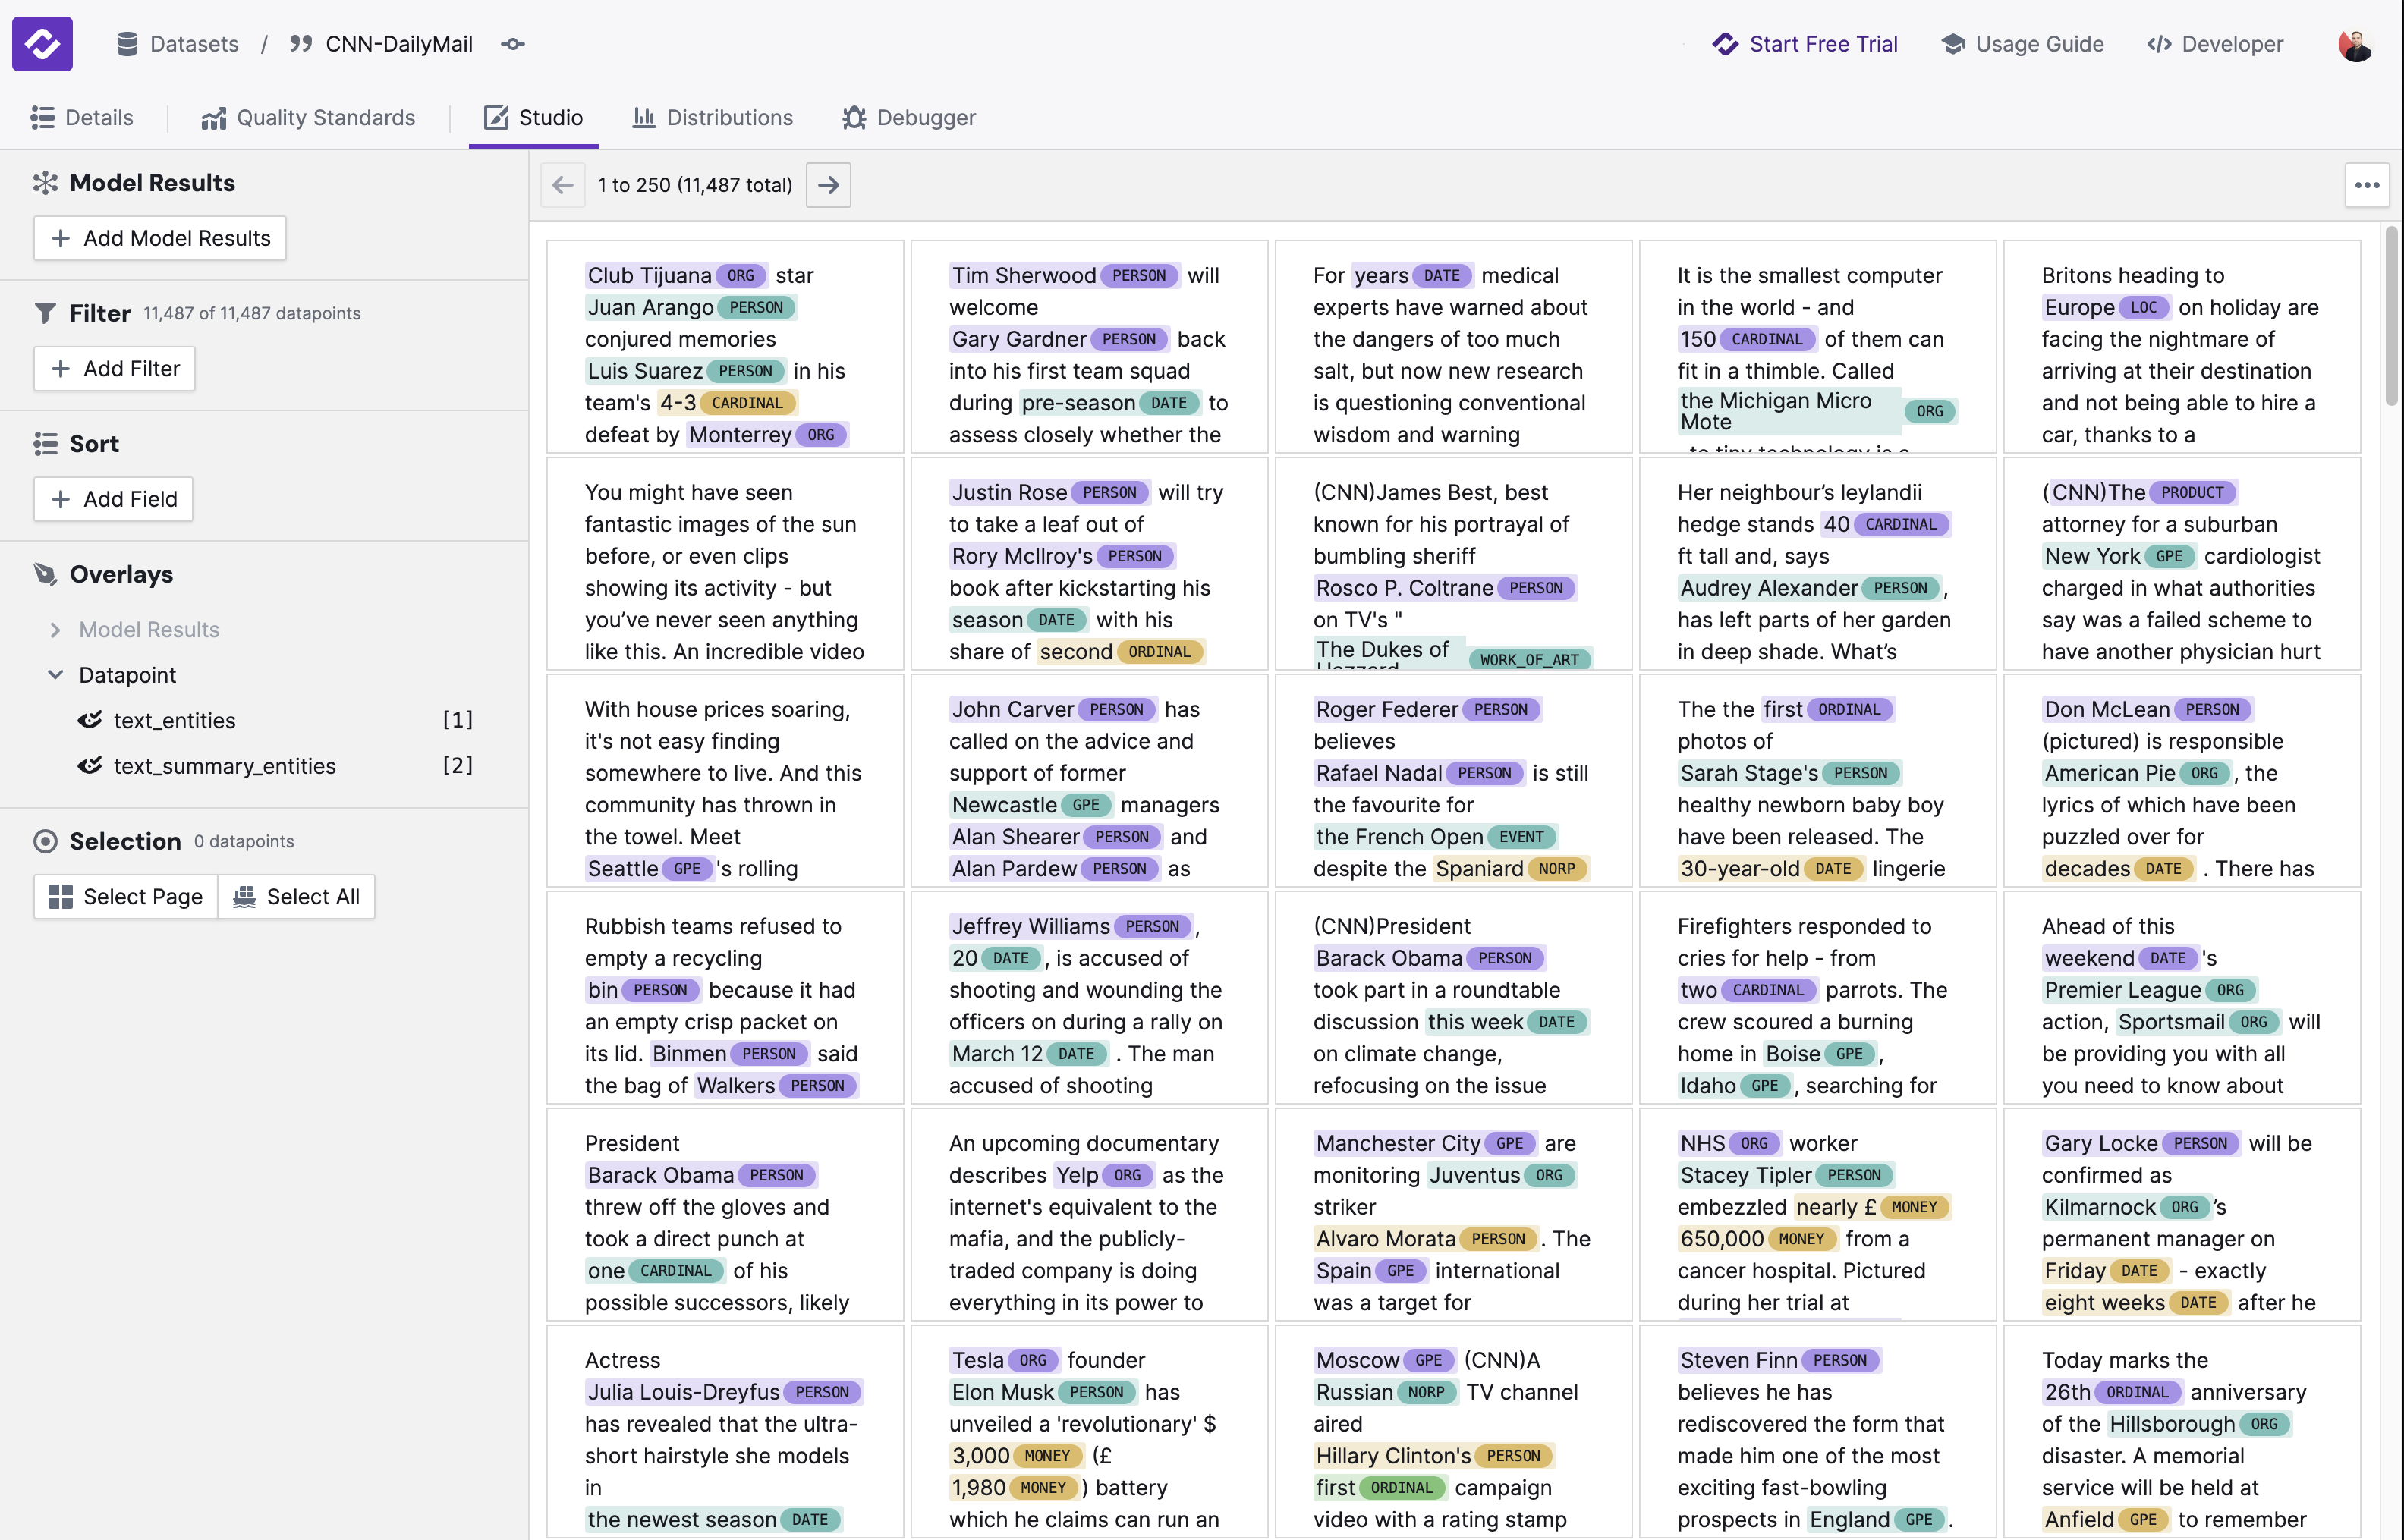 Datasets / CNN-DailyMail
Start Free Trial
Usage Guide
Developer
Details
Quality Standards
Studio
Distributions
Debugger
Model Results
Add Model Results
Filter 11,487 of 11,487 datapoints
Add Filter
Sort
Add Field
Overlays
Model Results
Datapoint
text_entities [1]
text_summary_entities [2]
Selection 0 datapoints
Select Page
Select All
1 to 250 (11,487 total)
Club Tijuana ORG star
Juan Arango PERSON
conjured memories
Luis Suarez PERSON in his
team's 4-3 CARDINAL
defeat by Monterrey ORG
Tim Sherwood PERSON will
welcome
Gary Gardner PERSON back
into his first team squad
during pre-season DATE to
assess closely whether the
For years DATE medical
experts have warned about
the dangers of too much
salt, but now new research
is questioning conventional
wisdom and warning
It is the smallest computer
in the world - and
150 CARDINAL of them can
fit in a thimble. Called
the Michigan Micro
Mote ORG
Britons heading to
Europe LOC on holiday are
facing the nightmare of
arriving at their destination
and not being able to hire a
car, thanks to a
You might have seen
fantastic images of the sun
before, or even clips
showing its activity - but
you’ve never seen anything
like this. An incredible video
Justin Rose PERSON will try
to take a leaf out of
Rory McIlroy's PERSON
book after kickstarting his
season DATE with his
share of second ORDINAL
(CNN)James Best, best
known for his portrayal of
bumbling sheriff
Rosco P. Coltrane PERSON
on TV's "
The Dukes of WORK_OF_ART
Her neighbour’s leylandii
hedge stands 40 CARDINAL
ft tall and, says
Audrey Alexander PERSON ,
has left parts of her garden
in deep shade. What’s
(CNN)The PRODUCT
attorney for a suburban
New York GPE cardiologist
charged in what authorities
say was a failed scheme to
have another physician hurt
With house prices soaring,
it's not easy finding
somewhere to live. And this
community has thrown in
the towel. Meet
Seattle GPE 's rolling
John Carver PERSON has
called on the advice and
support of former
Newcastle GPE managers
Alan Shearer PERSON and
Alan Pardew PERSON as
Roger Federer PERSON
believes
Rafael Nadal PERSON is still
the favourite for
the French Open EVENT
despite the Spaniard NORP
The the first ORDINAL
photos of
Sarah Stage's PERSON
healthy newborn baby boy
have been released. The
30-year-old DATE lingerie
Don McLean PERSON
(pictured) is responsible
American Pie ORG , the
lyrics of which have been
puzzled over for
decades DATE . There has
Rubbish teams refused to
empty a recycling
bin PERSON because it had
an empty crisp packet on
its lid. Binmen PERSON said
the bag of Walkers PERSON
Jeffrey Williams PERSON ,
20 DATE , is accused of
shooting and wounding the
officers on during a rally on
March 12 DATE . The man
accused of shooting
(CNN)President
Barack Obama PERSON
took part in a roundtable
discussion this week DATE
on climate change,
refocusing on the issue
Firefighters responded to
cries for help - from
two CARDINAL parrots. The
crew scoured a burning
home in Boise GPE ,
Idaho GPE , searching for
Ahead of this
weekend DATE 's
Premier League ORG
action, Sportsmail ORG will
be providing you with all
you need to know about
President
Barack Obama PERSON
threw off the gloves and
took a direct punch at
one CARDINAL of his
possible successors, likely
An upcoming documentary
describes Yelp ORG as the
internet's equivalent to the
mafia, and the publicly-
traded company is doing
everything in its power to
Manchester City GPE are
monitoring Juventus ORG
striker
Alvaro Morata PERSON . The
Spain GPE international
was a target for
NHS ORG worker
Stacey Tipler PERSON
embezzled nearly £ MONEY
650,000 MONEY from a
cancer hospital. Pictured
during her trial at
Gary Locke PERSON will be
confirmed as
Kilmarnock ORG ’s
permanent manager on
Friday DATE - exactly
eight weeks DATE after he
Actress
Julia Louis-Dreyfus PERSON
has revealed that the ultra-
short hairstyle she models
in
the newest season DATE
Tesla ORG founder
Elon Musk PERSON has
unveiled a 'revolutionary' $
3,000 MONEY (£
1,980 MONEY ) battery
which he claims can run an
Moscow GPE (CNN)A
Russian NORP TV channel
aired
Hillary Clinton's PERSON
first ORDINAL campaign
video with a rating stamp
Steven Finn PERSON
believes he has
rediscovered the form that
made him one of the most
exciting fast-bowling
prospects in England GPE .
Today marks the
26th ORDINAL anniversary
of the Hillsborough ORG
disaster. A memorial
service will be held at
Anfield GPE to remember